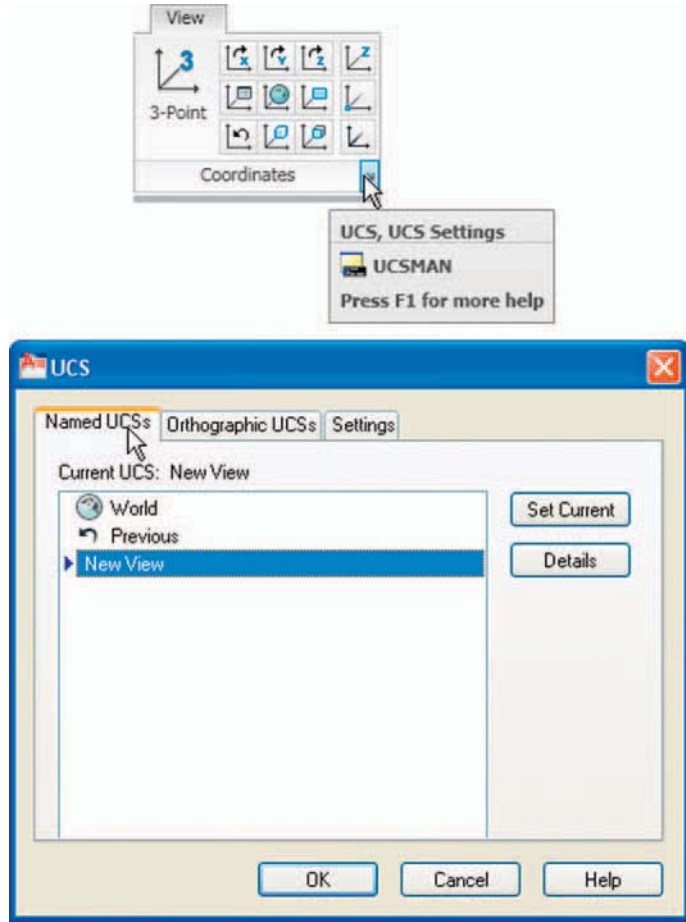 View
3
X Y Z Z
3-Point
Coordinates
UCS, UCS Settings
UCSMAN
Press F1 for more help
UCS
Named UCSs Orthographic UCSs Settings
Current UCS: New View
World
Set Current
Previous
New View
Details
OK Cancel Help